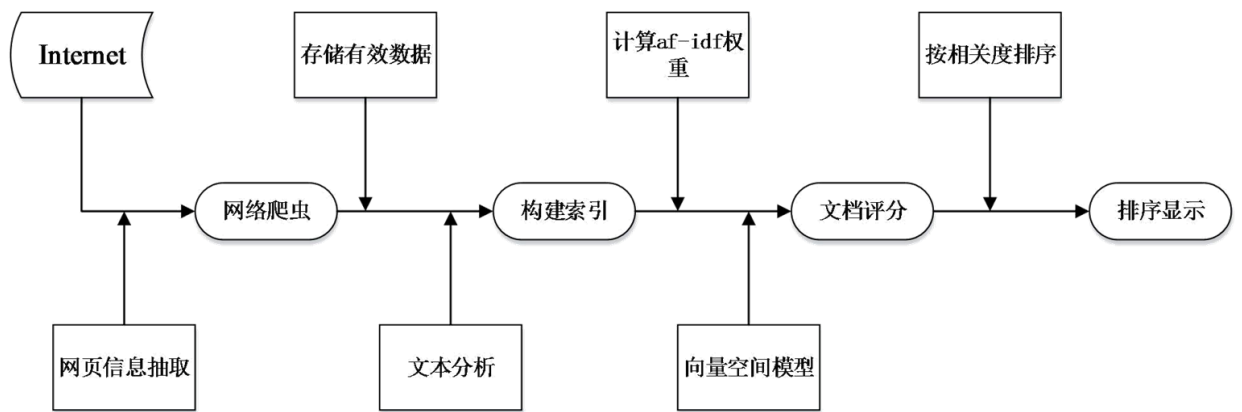 Internet
存储有效数据
计算af-idf权
重
按相关度排序
网络爬虫
构建索引
文档评分
排序显示
网页信息抽取
文本分析
向量空间模型